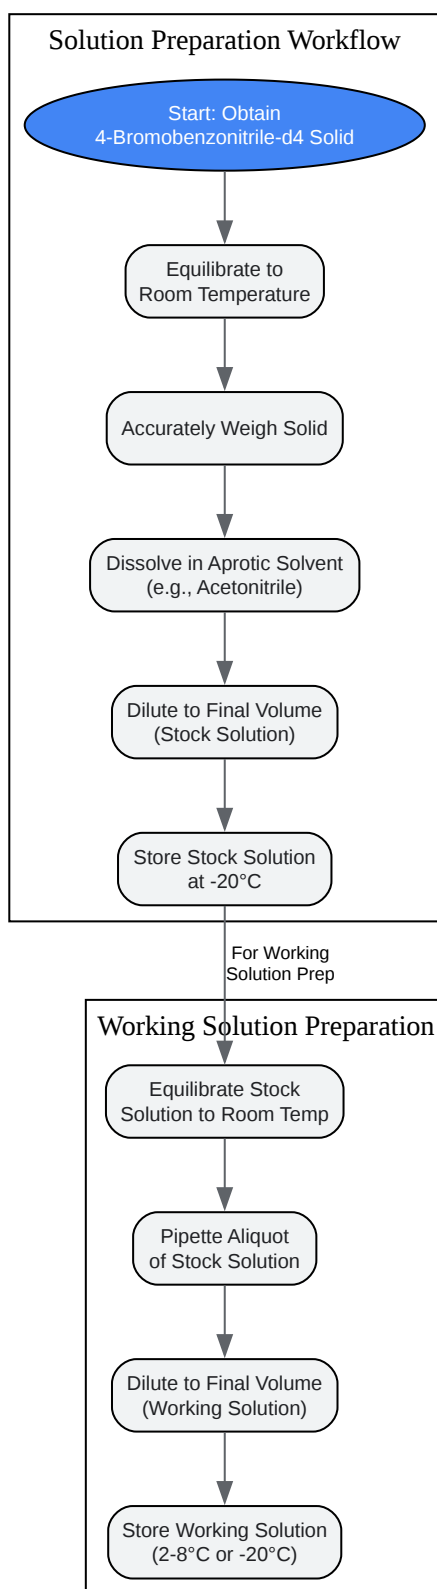 Solution Preparation Workflow
Start: Obtain
4-Bromobenzonitrile-d4 Solid
Equilibrate to
Room Temperature
Accurately Weigh Solid
Dissolve in Aprotic Solvent
(e.g., Acetonitrile)
Dilute to Final Volume
(Stock Solution)
Store Stock Solution
at -20°C
For Working
Solution Prep
Working Solution Preparation
Equilibrate Stock
Solution to Room Temp
Pipette Aliquot
of Stock Solution
Dilute to Final Volume
(Working Solution)
Store Working Solution
(2-8°C or -20°C)